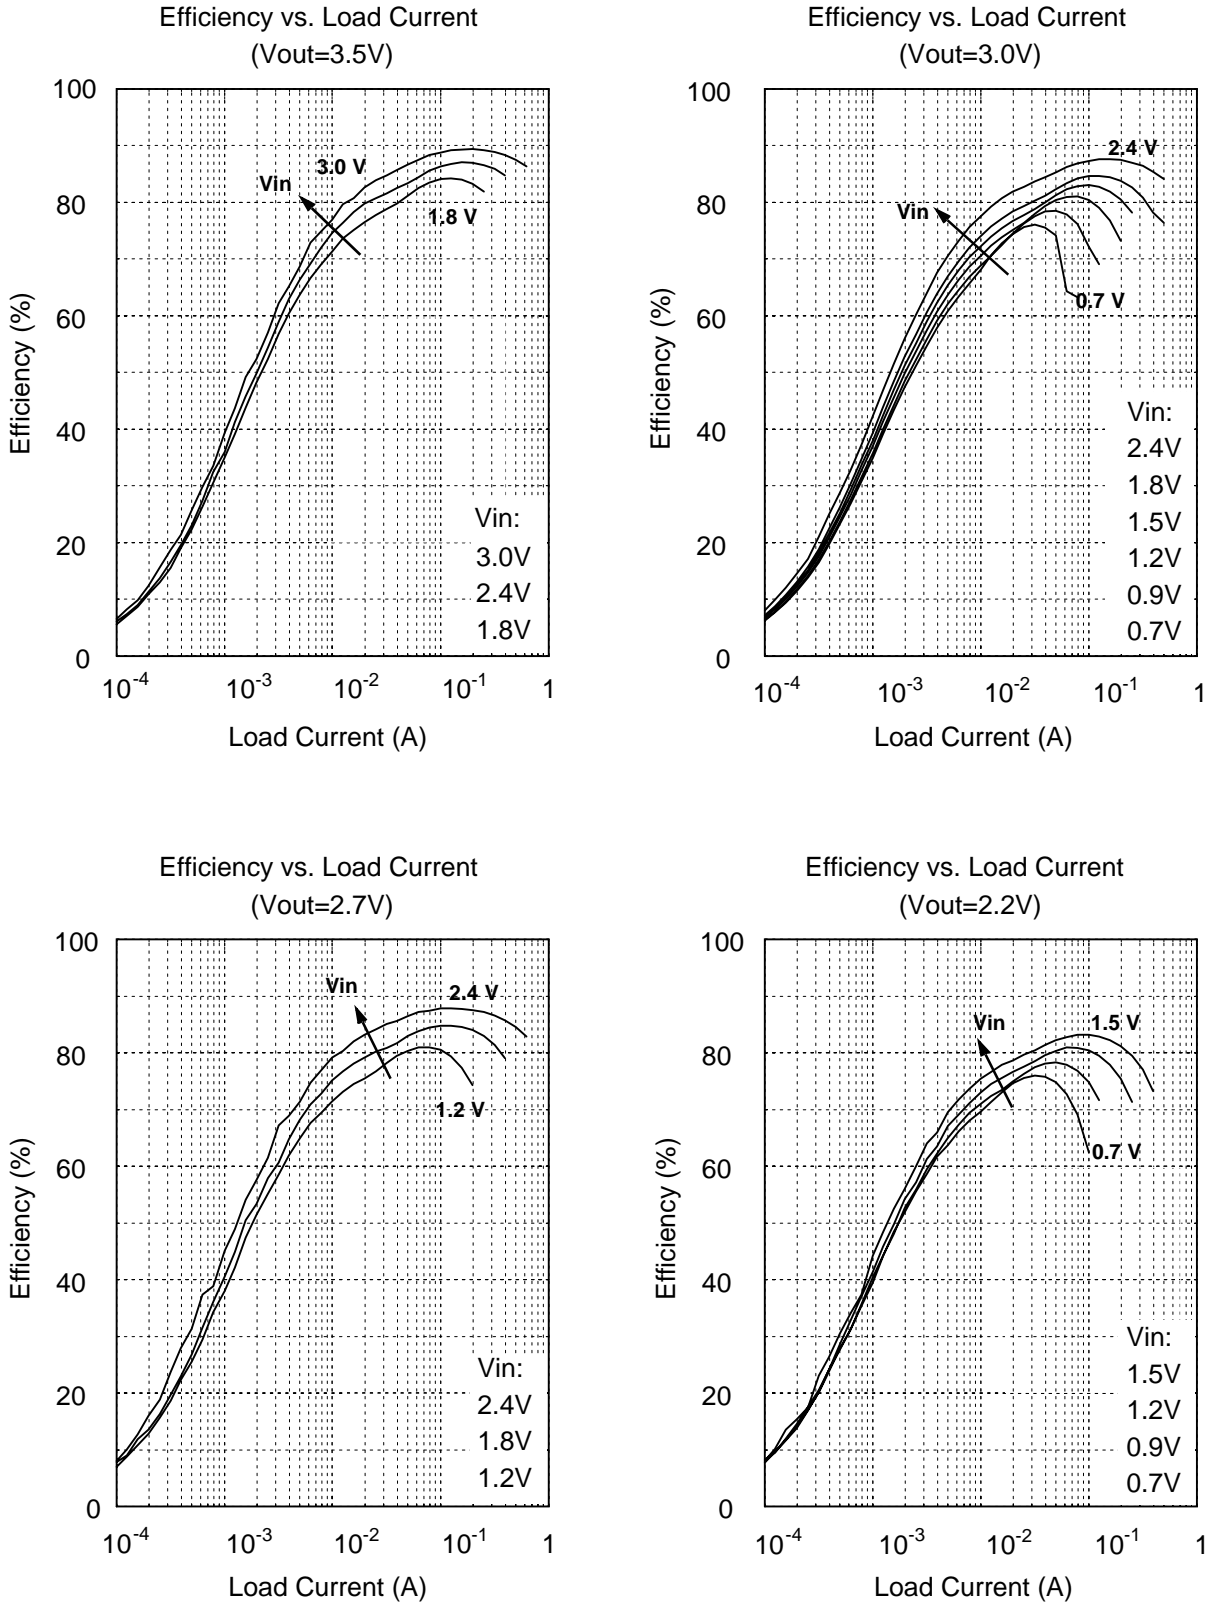 Efficiency vs. Load Current
(Vout=3.5V)
100
80
60
40
20
0
Efficiency (%)
3.0 V
Vin
1.8 V
Vin:
3.0V
2.4V
1.8V
10-4
10-3
10-2
10-1
1
Load Current (A)
Efficiency vs. Load Current
(Vout=3.0V)
100
80
60
40
20
0
Efficiency (%)
2.4 V
Vin
0.7 V
Vin:
2.4V
1.8V
1.5V
1.2V
0.9V
0.7V
10-4
10-3
10-2
10-1
1
Load Current (A)
Efficiency vs. Load Current
(Vout=2.7V)
100
80
60
40
20
0
Efficiency (%)
Vin
2.4 V
1.2 V
Vin:
2.4V
1.8V
1.2V
10-4
10-3
10-2
10-1
1
Load Current (A)
Efficiency vs. Load Current
(Vout=2.2V)
100
80
60
40
20
0
Efficiency (%)
Vin
1.5 V
0.7 V
Vin:
1.5V
1.2V
0.9V
0.7V
10-4
10-3
10-2
10-1
1
Load Current (A)